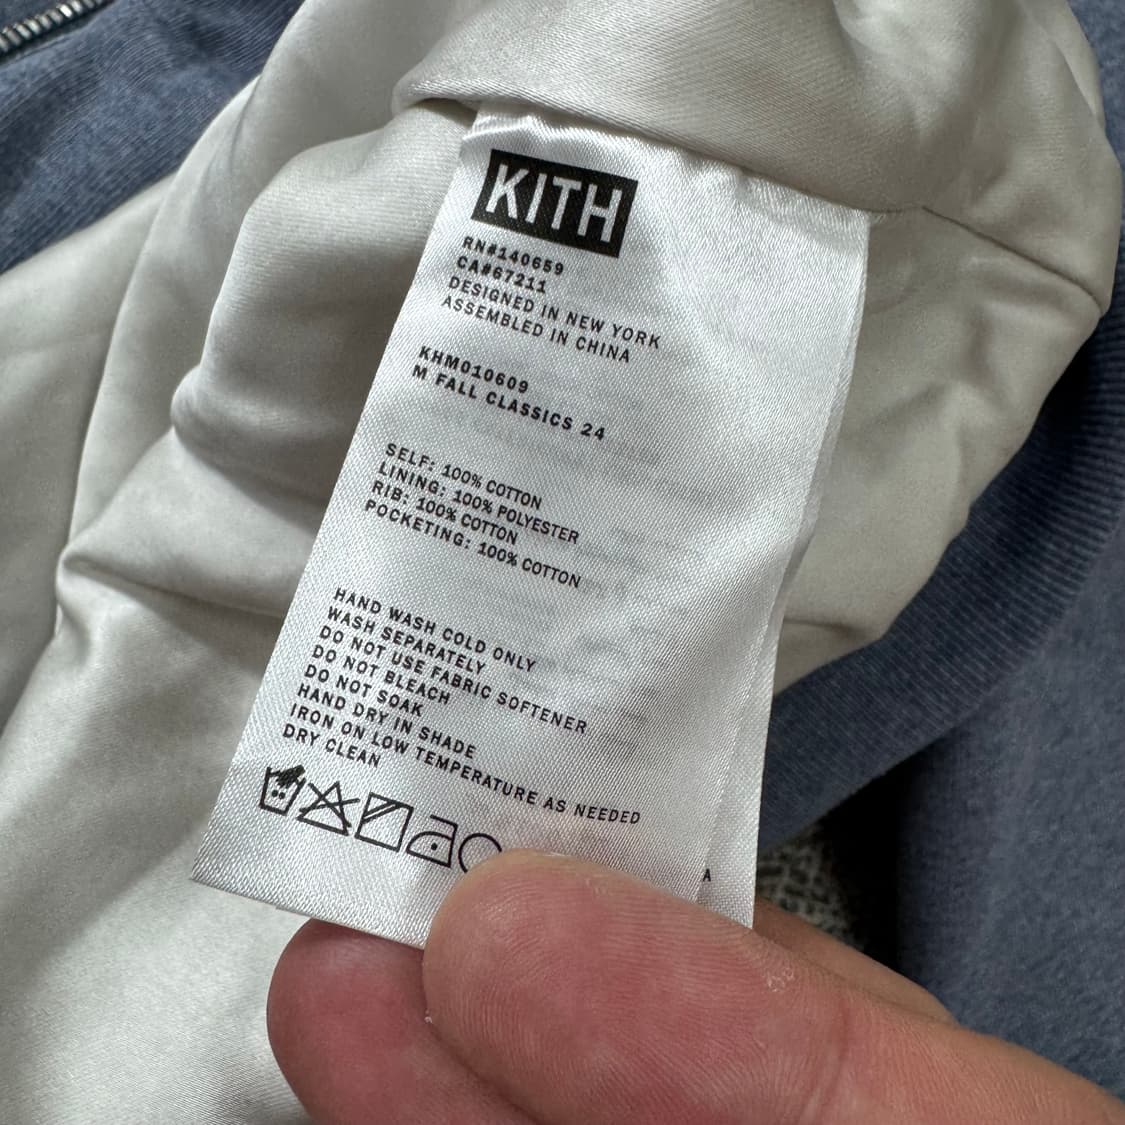 KITH
RN#140659
CA#67211
DESIGNED IN NEW YORK
ASSEMBLED IN CHINA
KHM010609
M FALL CLASSICS 24
SELF: 100% COTTON
LINING: 100% POLYESTER
RIB: 100% COTTON
POCKETING: 100% COTTON
HAND WASH COLD ONLY
WASH SEPARATELY
DO NOT USE FABRIC SOFTENER
DO NOT BLEACH
DO NOT SOAK
HAND DRY IN SHADE
IRON ON LOW TEMPERATURE AS NEEDED
DRY CLEAN
A